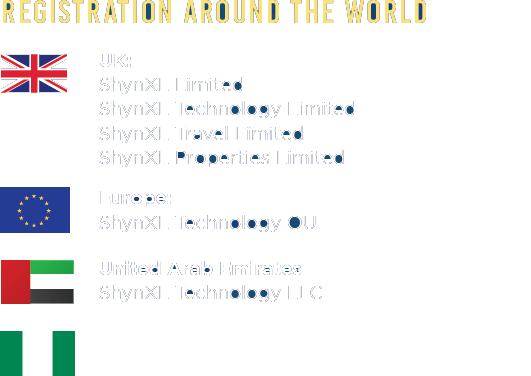 REGISTRATION AROUND THE WORLD
UK:
ShynXL Limited
ShynXL Technology Limited
ShynXL Travel Limited
ShynXL Properties Limited
Europe:
ShynXL Technology OU
United Arab Emirates
ShynXL Technology LLC